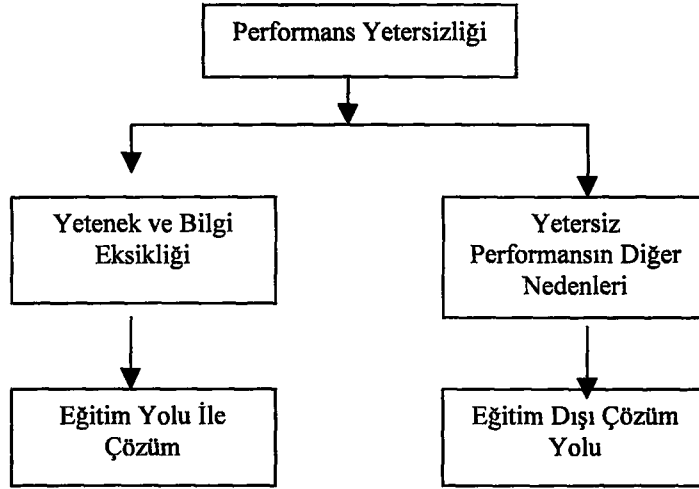 Performans Yetersizliği
Yetenek ve Bilgi
Eksikliği
Yetersiz
Performansın Diğer
Nedenleri
Eğitim Yolu İle
Çözüm
Eğitim Dışı Çözüm
Yolu